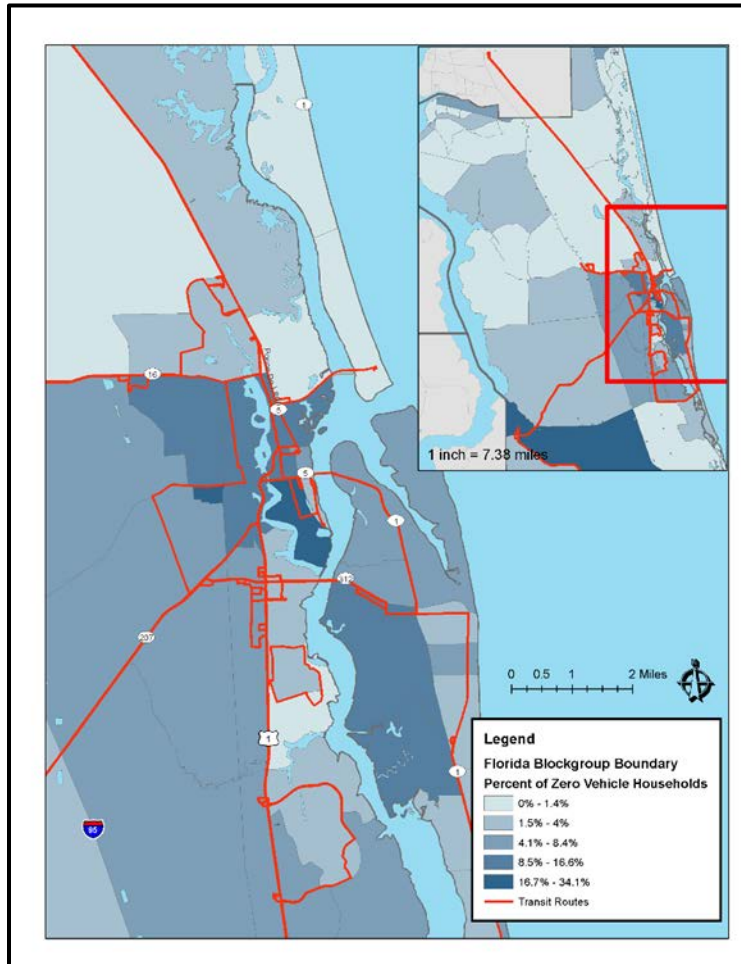 1
1 inch = 7.38 miles
16
5
5
1
312
207
0 0.5 1 2 Miles
1
1
95
Legend
Florida Blockgroup Boundary
Percent of Zero Vehicle Households
0% - 1.4%
1.5% - 4%
4.1% - 8.4%
8.5% - 16.6%
16.7% - 34.1%
Transit Routes